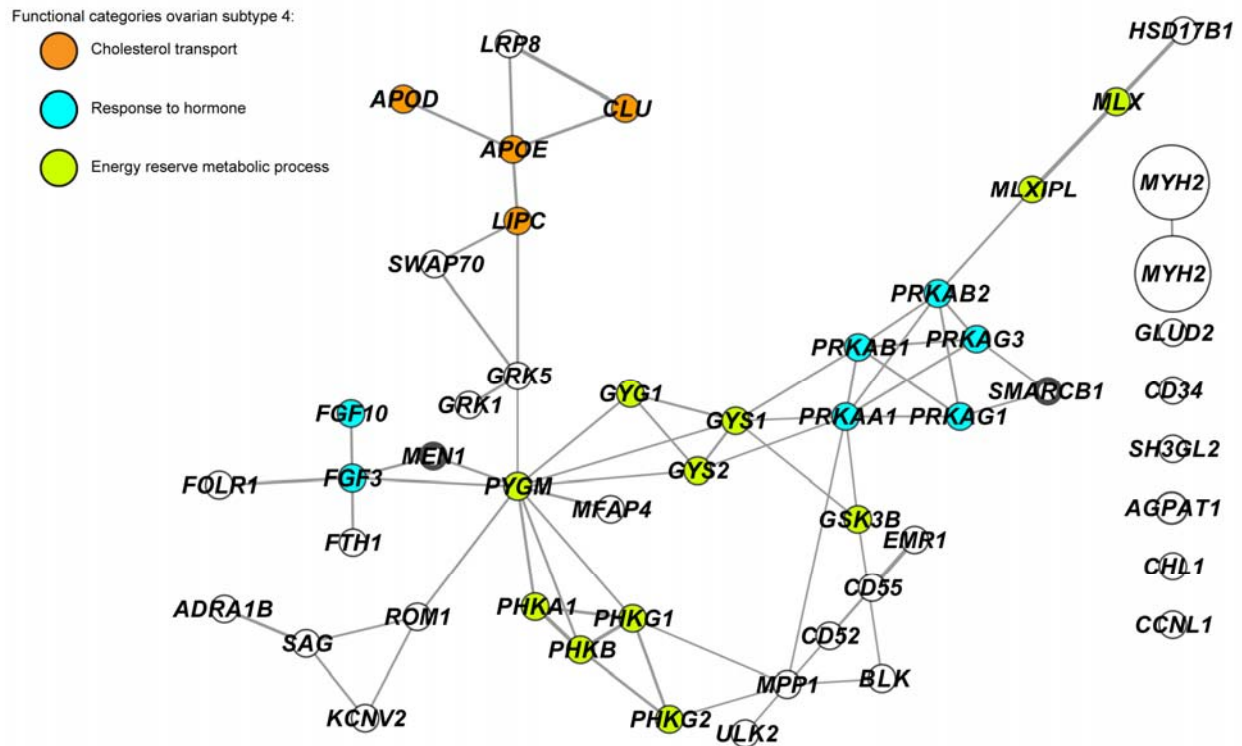 Functional categories ovarian subtype 4:
Cholesterol transport
Response to hormone
Energy reserve metabolic process
LRP8
HSD17B1
APOD
CLU
MLX
APOE
MLXIPL
MYH2
LIPC
SWAP70
MYH2
PRKAB2
PRKAG3
GLUD2
PRKAB1
GRK5
GYG1
SMARCB1
CD34
GRK1
FGF10
GYS1
PRKAA1
PRKAG1
MEN1
SH3GL2
FOLR1
FGF3
PYGM
GYS2
MFAP4
AGPAT1
GSK3B
EMR1
FTH1
CHL1
CD55
ADRA1B
ROM1
PHKA1
PHKG1
CCNL1
SAG
PHKB
CD52
MPP1
BLK
KCNV2
PHKG2
ULK2